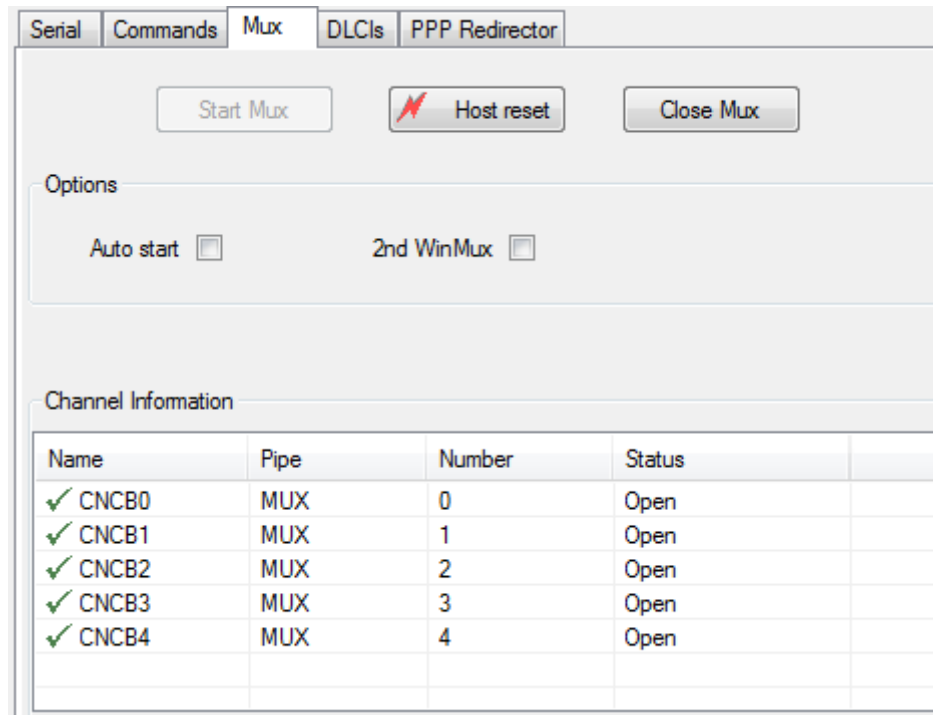 Serial Commands Mux DLCIs PPP Redirector
Start Mux Host reset Close Mux
Options
Auto start 2nd WinMux
Channel Information
Name Pipe Number Status
CNCB0 MUX 0 Open
CNCB1 MUX 1 Open
CNCB2 MUX 2 Open
CNCB3 MUX 3 Open
CNCB4 MUX 4 Open